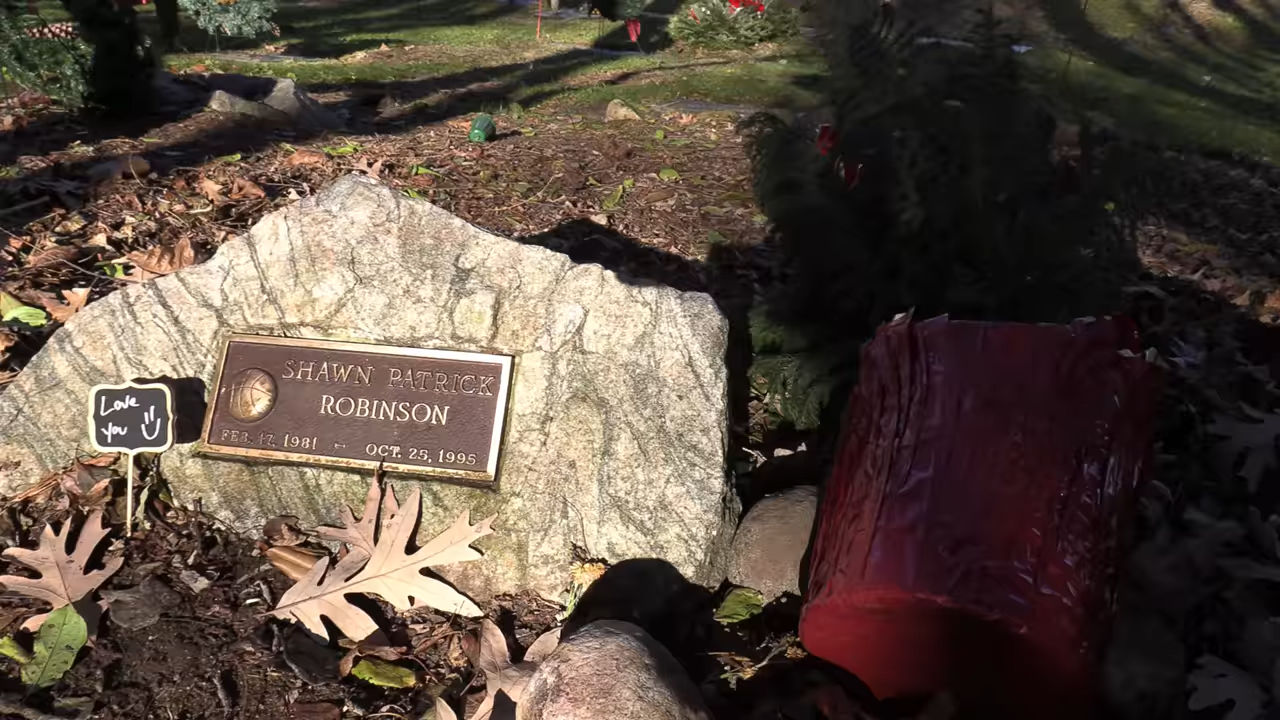 SHAWN PATRICK
ROBINSON
FEB. 17, 1981 — OCT. 25, 1995
Love
You